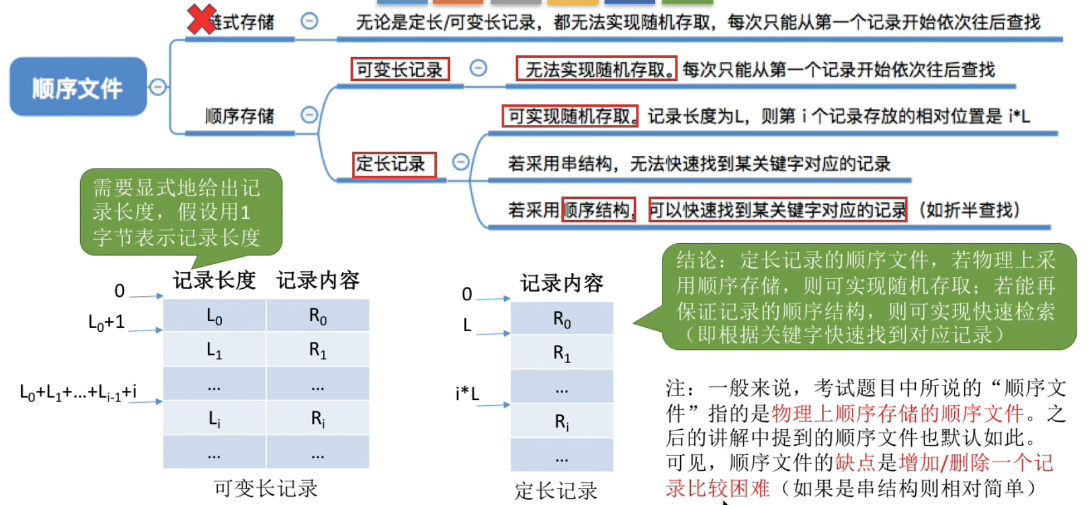 链式存储
无论是定长/可变长记录，都无法实现随机存取，每次只能从第一个记录开始依次往后查找
顺序文件
可变长记录
无法实现随机存取。每次只能从第一个记录开始依次往后查找
顺序存储
可实现随机存取。记录长度为L，则第 i 个记录存放的相对位置是 i*L
定长记录
若采用串结构，无法快速找到某关键字对应的记录
若采用顺序结构，可以快速找到某关键字对应的记录（如折半查找）
需要显式地给出记
录长度，假设用1
字节表示记录长度
记录长度 记录内容
0
L₀ R₀
L₀+1
L₁ R₁
... ...
L₀+L₁+...+Lᵢ₋₁+i
Lᵢ Rᵢ
... ...
可变长记录
记录内容
0
R₀
L
R₁
...
i*L
Rᵢ
...
定长记录
结论：定长记录的顺序文件，若物理上采
用顺序存储，则可实现随机存取；若能再
保证记录的顺序结构，则可实现快速检索
（即根据关键字快速找到对应记录）
注：一般来说，考试题目中所说的“顺序文
件”指的是物理上顺序存储的顺序文件。之
后的讲解中提到的顺序文件也默认如此。
可见，顺序文件的缺点是增加/删除一个记
录比较困难（如果是串结构则相对简单）